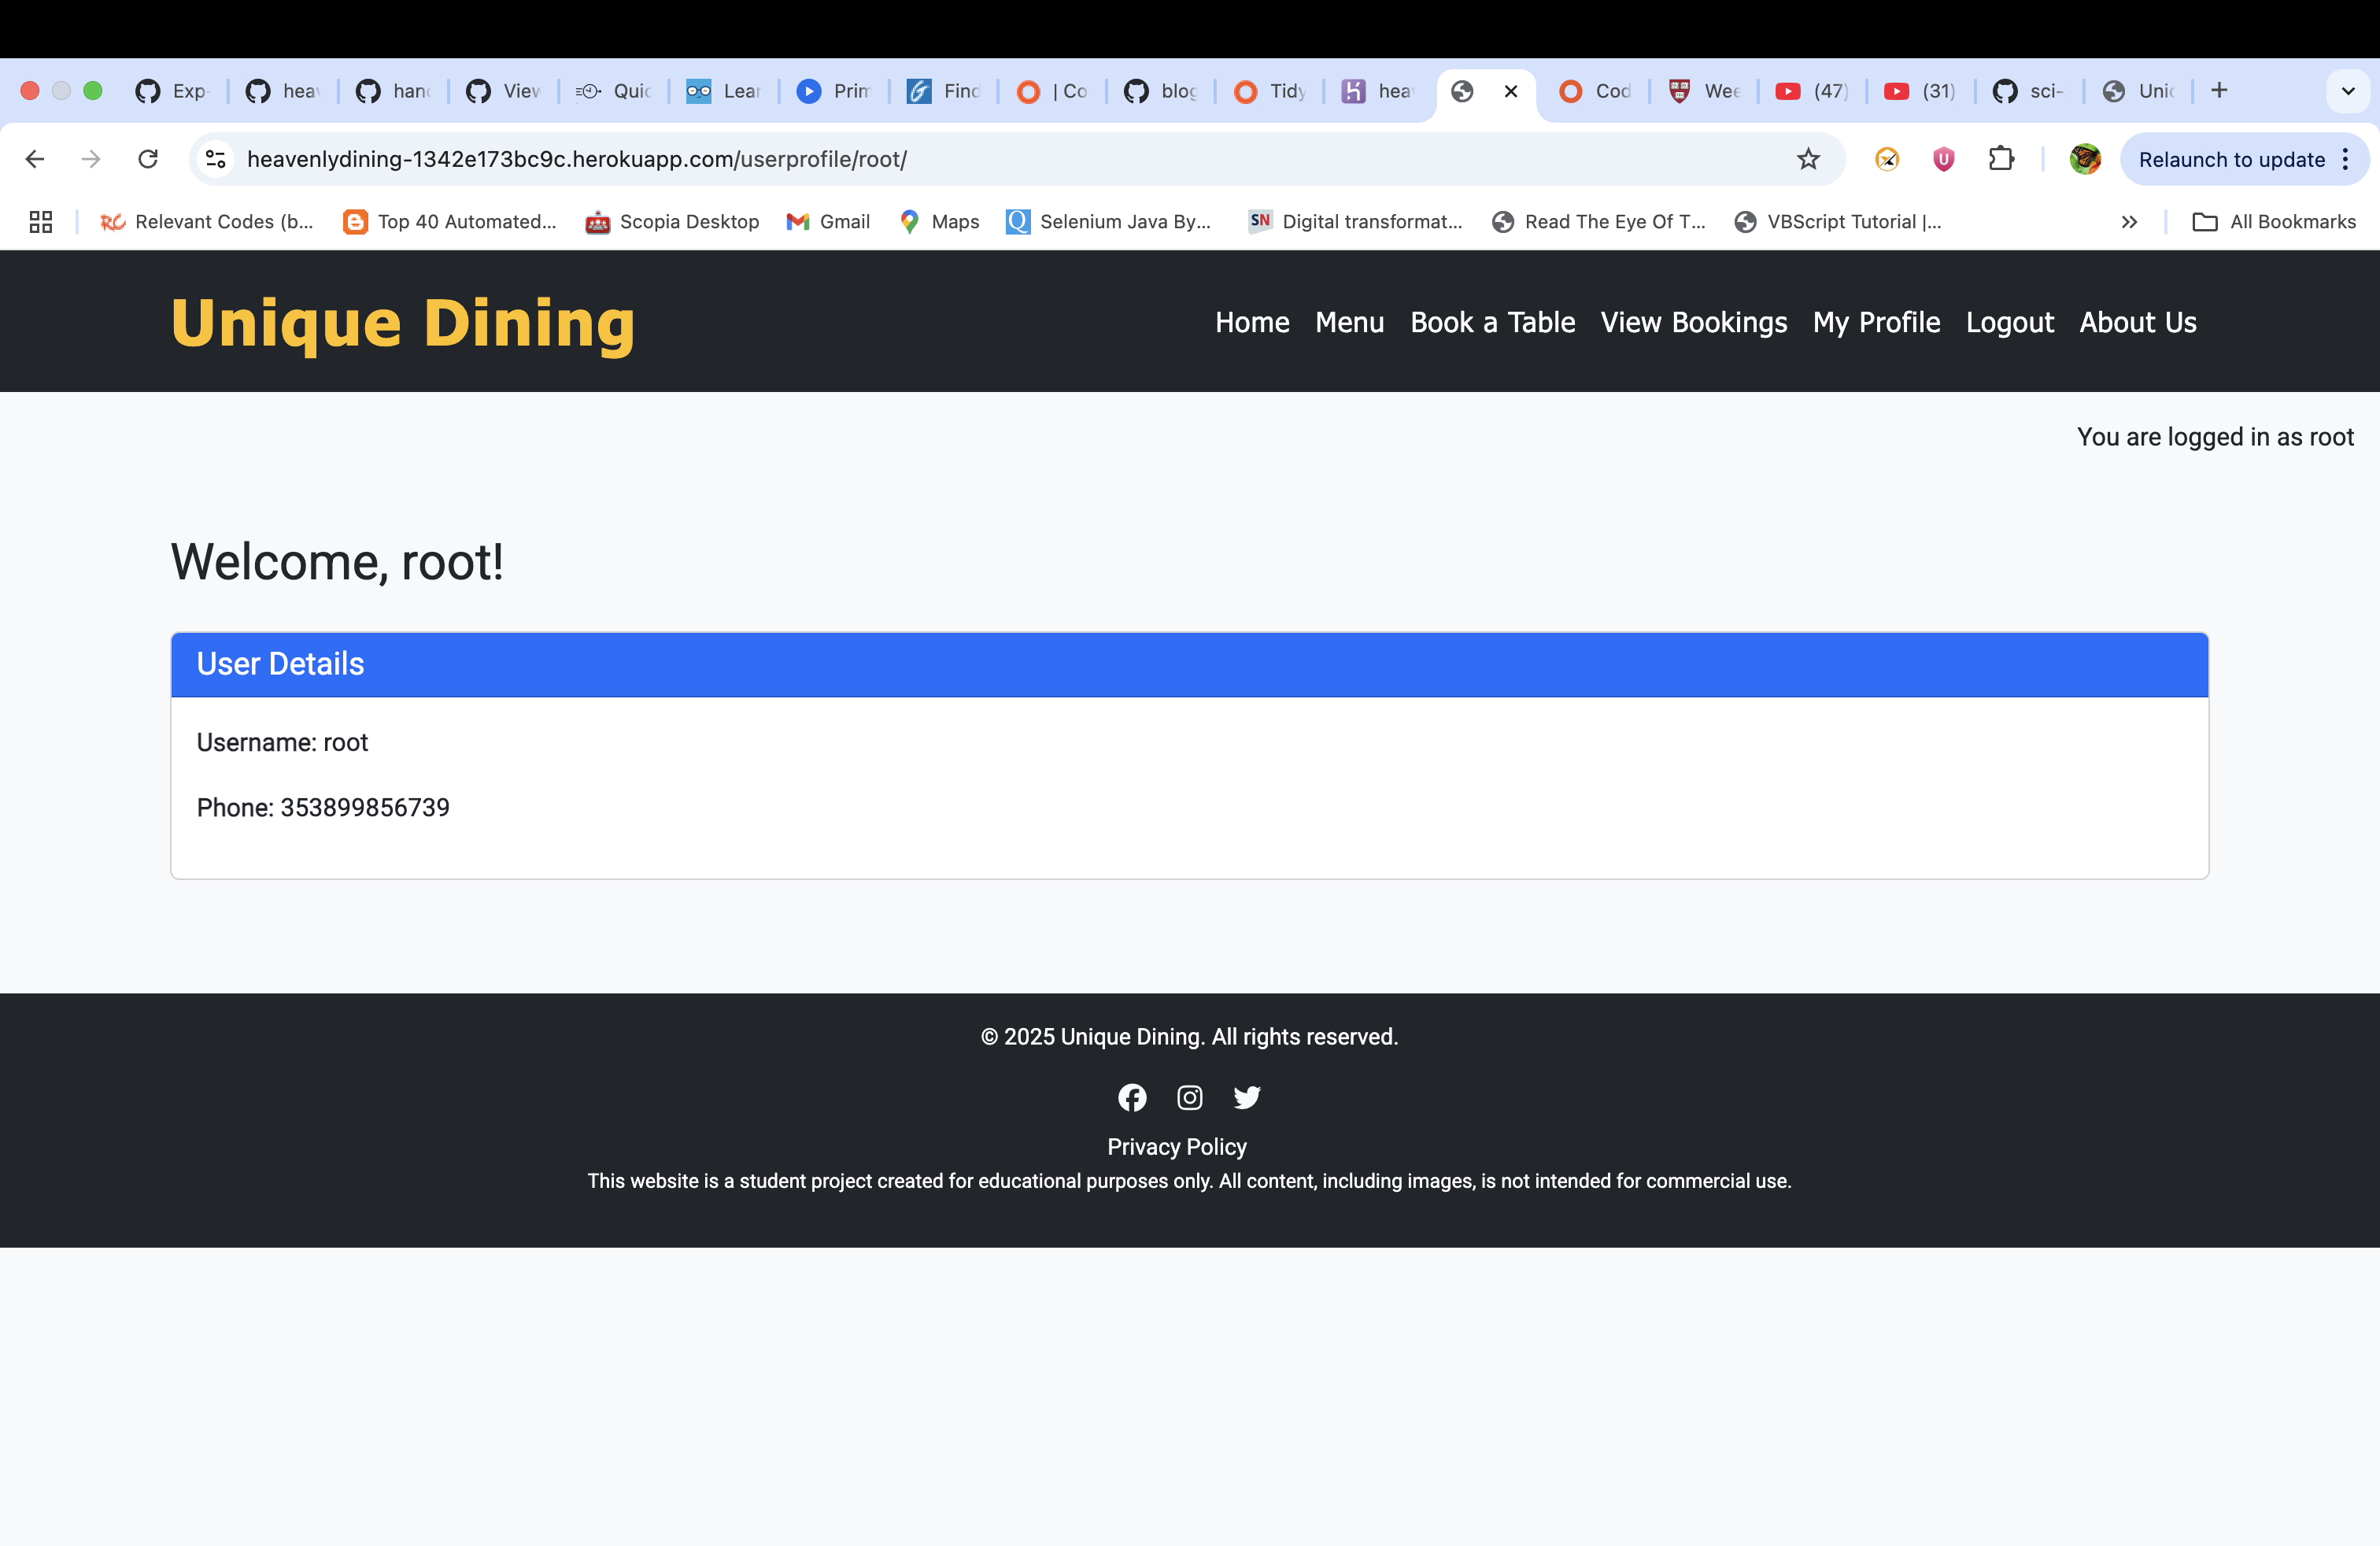 Exp hea han View Quic Lear Prim Find | Co blog Tidy hea Cod Wee (47) (31) sci- Uni
heavenlydining-1342e173bc9c.herokuapp.com/userprofile/root/
Relaunch to update
Relevant Codes (b... Top 40 Automated... Scopia Desktop Gmail Maps Selenium Java By... SN Digital transformat... Read The Eye Of T... VBScript Tutorial |... All Bookmarks
Unique Dining
Home Menu Book a Table View Bookings My Profile Logout About Us
You are logged in as root
Welcome, root!
User Details
Username: root
Phone: 353899856739
© 2025 Unique Dining. All rights reserved.
Privacy Policy
This website is a student project created for educational purposes only. All content, including images, is not intended for commercial use.